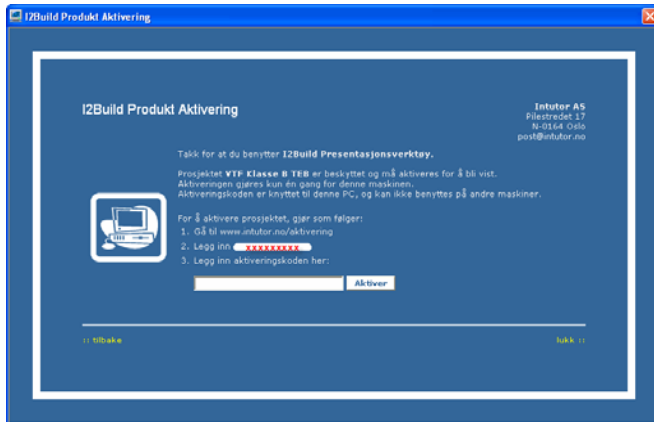 I2Build Produkt Aktivering
I2Build Produkt Aktivering
Intutor AS
Pilestredet 17
N-0164 Oslo
post@intutor.no
Takk for at du benytter I2Build Presentasjonsverktøy.
Prosjektet YTF Klasse B TEB er beskyttet og må aktiveres for å bli vist.
Aktiveringen gjøres kun én gang for denne maskinen.
Aktiveringskoden er knyttet til denne PC, og kan ikke benyttes på andre maskiner.
For å aktivere prosjektet, gjør som følger:
1. Gå til www.intutor.no/aktivering
2. Legg inn xxxxxxxxx
3. Legg inn aktiveringskoden her:
Aktiver
:: tilbake
lukk ::